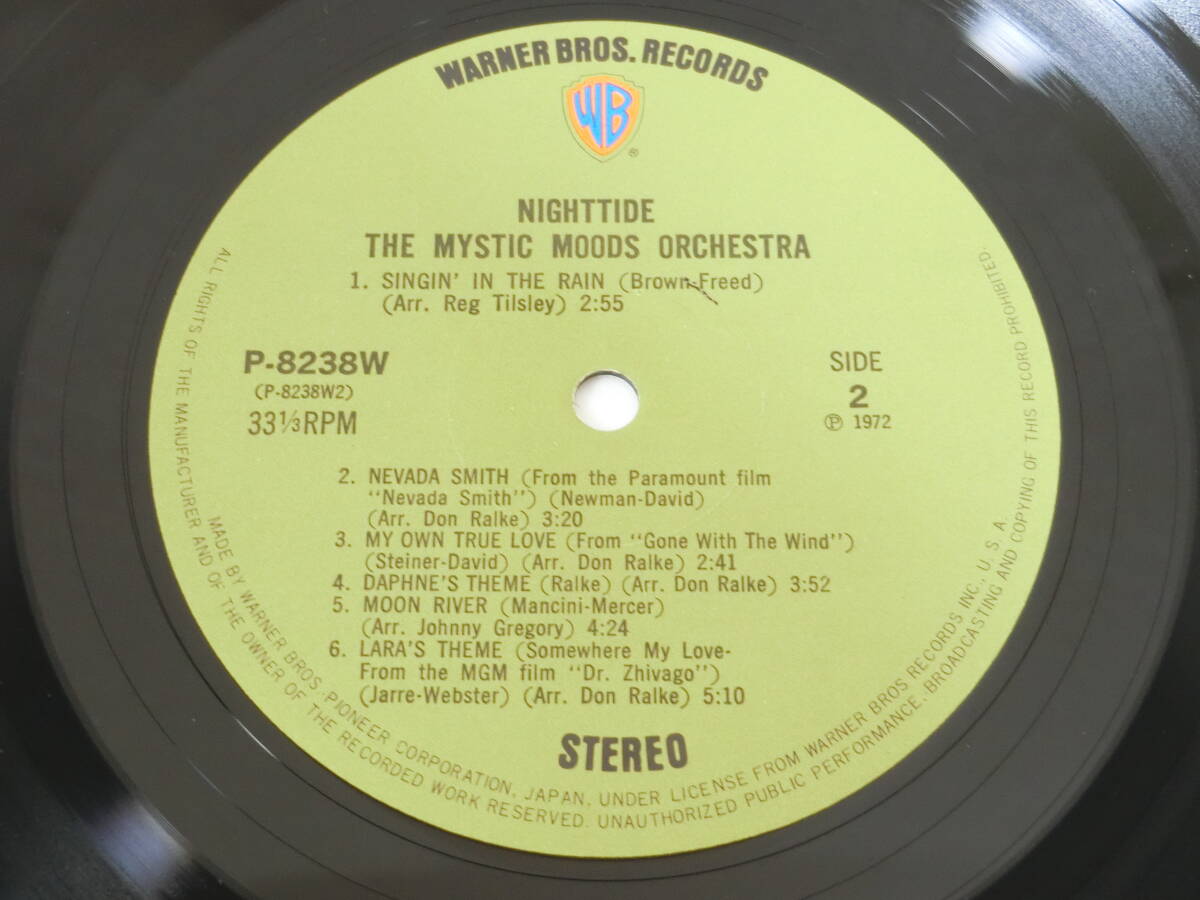 WARNER BROS. RECORDS
WB
®
NIGHTTIDE
THE MYSTIC MOODS ORCHESTRA
1. SINGIN' IN THE RAIN (Brown-Freed)
(Arr. Reg Tilsley) 2:55
P-8238W
(P-8238W2)
33⅓RPM
SIDE
2
Ⓟ 1972
2. NEVADA SMITH (From the Paramount film
"Nevada Smith") (Newman-David)
(Arr. Don Ralke) 3:20
3. MY OWN TRUE LOVE (From "Gone With The Wind")
(Steiner-David) (Arr. Don Ralke) 2:41
4. DAPHNE'S THEME (Ralke) (Arr. Don Ralke) 3:52
5. MOON RIVER (Mancini-Mercer)
(Arr. Johnny Gregory) 4:24
6. LARA'S THEME (Somewhere My Love-
From the MGM film "Dr. Zhivago")
(Jarre-Webster) (Arr. Don Ralke) 5:10
STEREO
MADE BY WARNER BROS.-PIONEER CORPORATION, JAPAN, UNDER LICENSE FROM WARNER BROS RECORDS INC., U.S.A.
ALL RIGHTS OF THE MANUFACTURER AND OF THE OWNER OF THE RECORDED WORK RESERVED. UNAUTHORIZED PUBLIC PERFORMANCE, BROADCASTING AND COPYING OF THIS RECORD PROHIBITED.